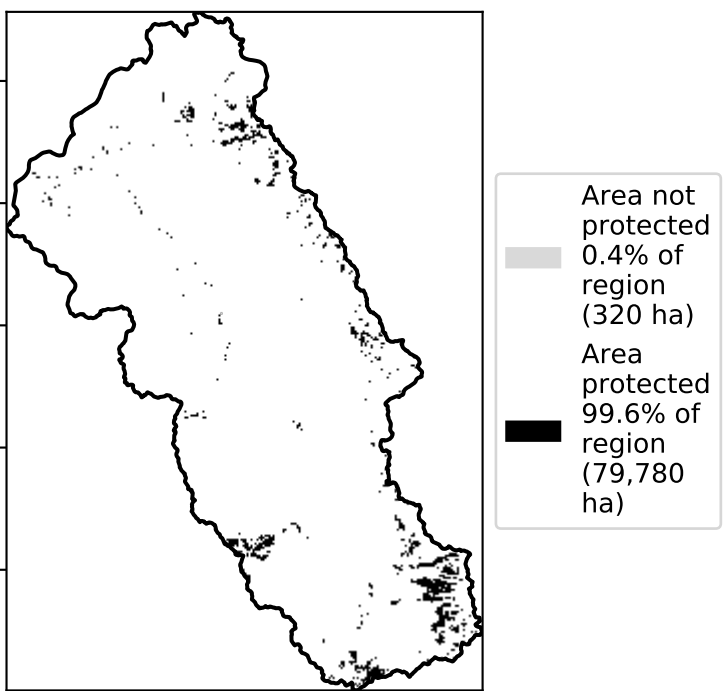 Area not
protected
0.4% of
region
(320 ha)
Area
protected
99.6% of
region
(79,780
ha)